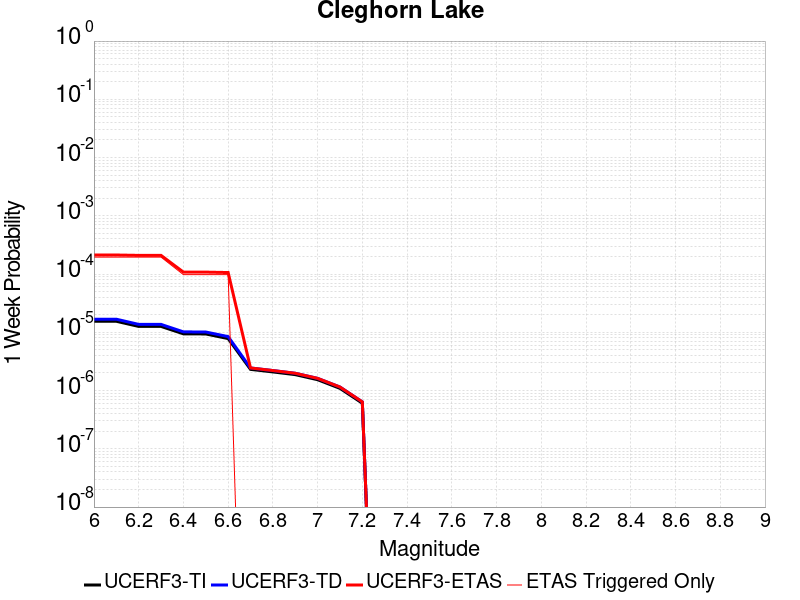 Cleghorn Lake
10^0
10^-1
10^-2
10^-3
10^-4
10^-5
10^-6
10^-7
10^-8
1 Week Probability
6 6.2 6.4 6.6 6.8 7 7.2 7.4 7.6 7.8 8 8.2 8.4 8.6 8.8 9
Magnitude
UCERF3-TI UCERF3-TD UCERF3-ETAS ETAS Triggered Only